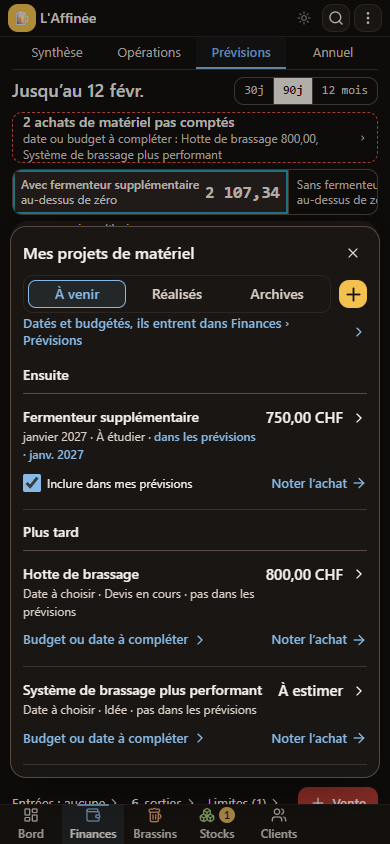 L'Affinée
Synthèse
Opérations
Prévisions
Annuel
Jusqu'au 12 févr.
30j
90j
12 mois
2 achats de matériel pas comptés
date ou budget à compléter : Hotte de brassage 800,00,
Système de brassage plus performant
Avec fermenteur supplémentaire
au-dessus de zéro
2 107,34
Sans fermenteu
au-dessus de zé
Mes projets de matériel
À venir
Réalisés
Archives
Datés et budgétés, ils entrent dans Finances ›
Prévisions
Ensuite
Fermenteur supplémentaire
750,00 CHF
janvier 2027 · À étudier · dans les prévisions
· janv. 2027
Inclure dans mes prévisions
Noter l'achat
Plus tard
Hotte de brassage
800,00 CHF
Date à choisir · Devis en cours · pas dans les
prévisions
Budget ou date à compléter
Noter l'achat
Système de brassage plus performant
À estimer
Date à choisir · Idée · pas dans les prévisions
Budget ou date à compléter
Noter l'achat
Entrées : aucune
6 sorties
Limites (1)
Vente
Bord
Finances
Brassins
Stocks
1
Clients